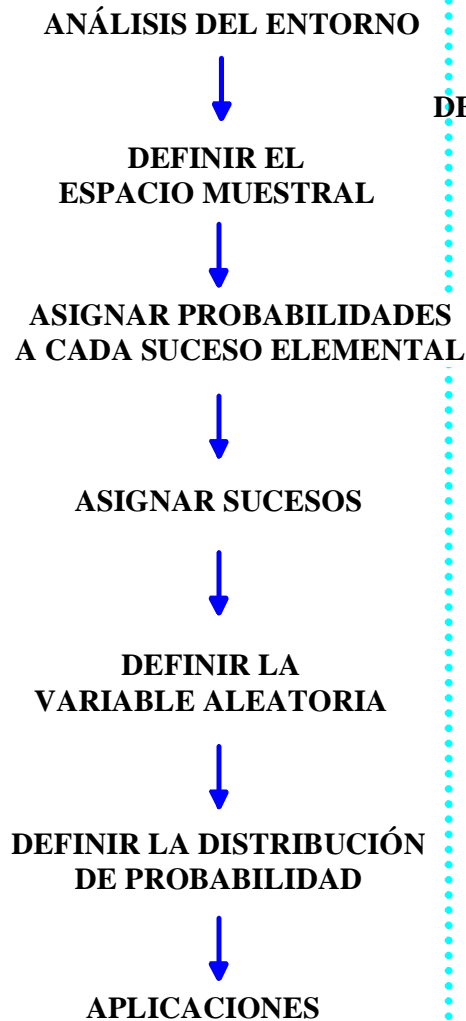 ANÁLISIS DEL ENTORNO
DEFINIR EL
ESPACIO MUESTRAL
ASIGNAR PROBABILIDADES
A CADA SUCESO ELEMENTAL
ASIGNAR SUCESOS
DEFINIR LA
VARIABLE ALEATORIA
DEFINIR LA DISTRIBUCIÓN
DE PROBABILIDAD
APLICACIONES